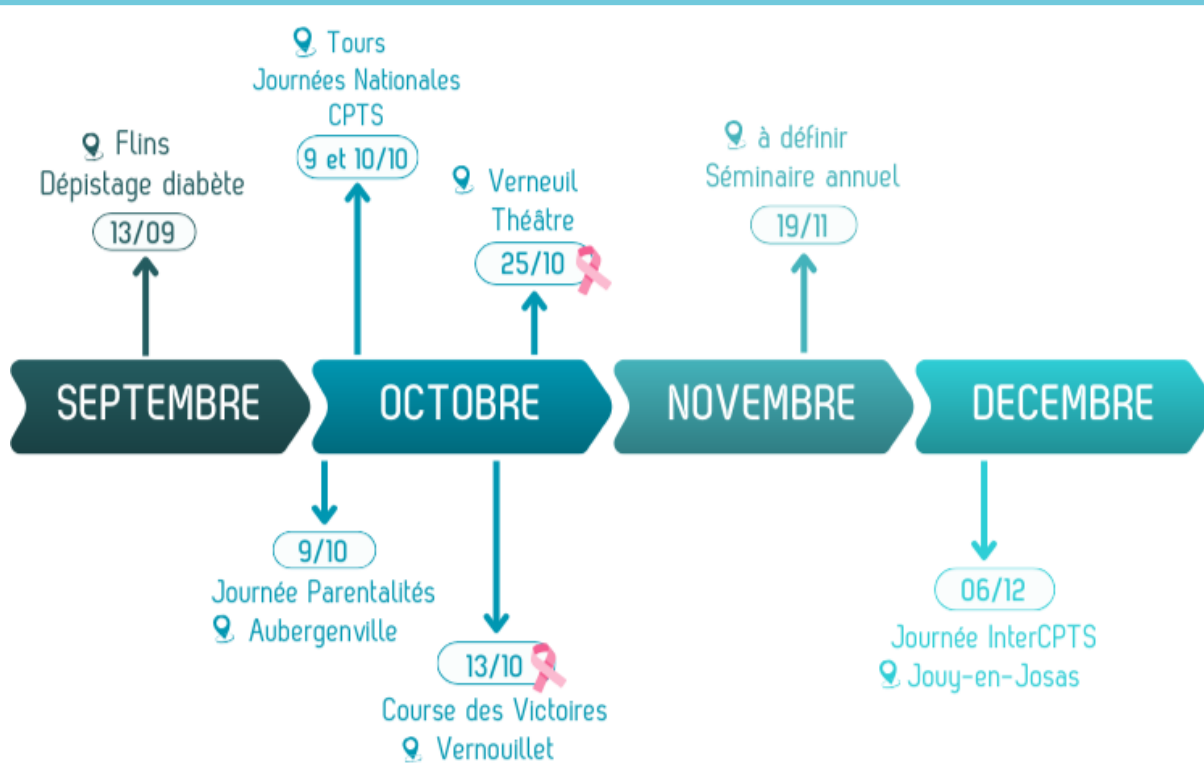 Tours
Journées Nationales
CPTS
9 et 10/10
Flins
Dépistage diabète
13/09
Verneuil
Théâtre
25/10
à définir
Séminaire annuel
19/11
SEPTEMBRE
OCTOBRE
NOVEMBRE
DECEMBRE
9/10
Journée Parentalités
Aubergenville
13/10
Course des Victoires
Vernouillet
06/12
Journée InterCPTS
Jouy-en-Josas